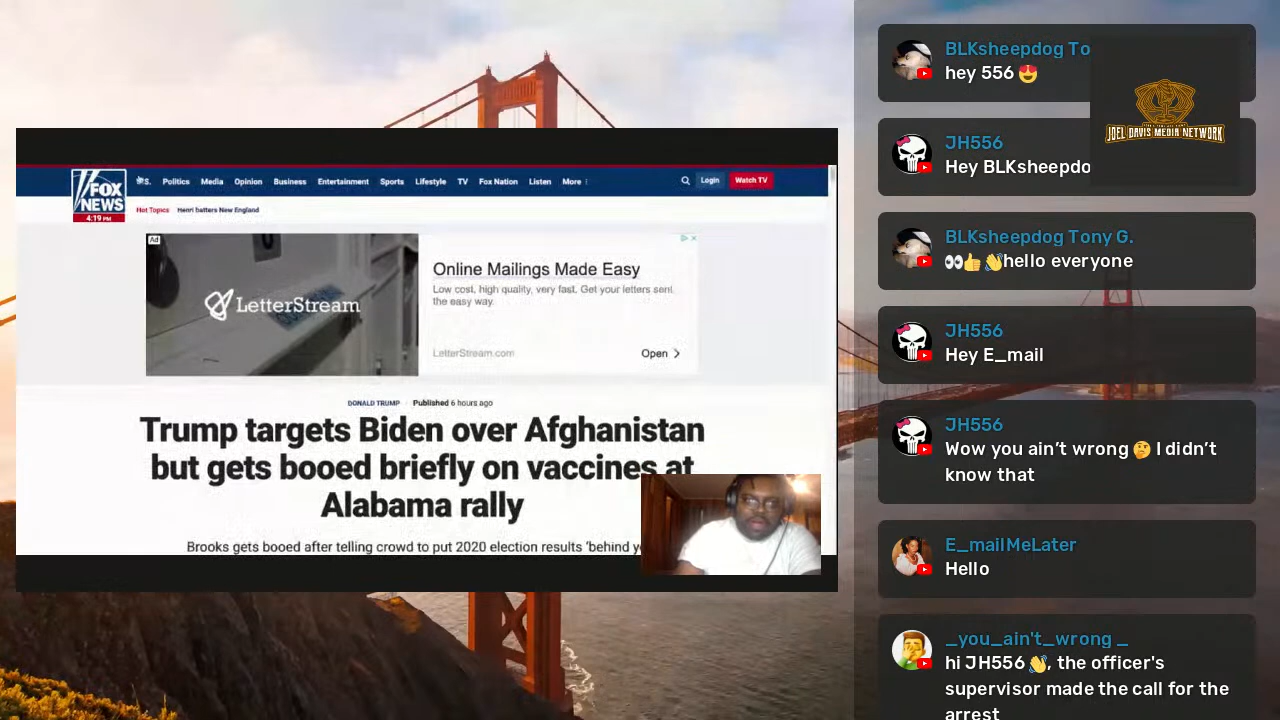 FOX
NEWS
4:19 PM
U.S. Politics Media Opinion Business Entertainment Sports Lifestyle TV Fox Nation Listen More
Login
Watch TV
Hot Topics Henri batters New England
Ad
LetterStream
Online Mailings Made Easy
Low cost, high quality, very fast. Get your letters sent
the easy way.
LetterStream.com
Open
DONALD TRUMP Published 6 hours ago
Trump targets Biden over Afghanistan
but gets booed briefly on vaccines at
Alabama rally
Brooks gets booed after telling crowd to put 2020 election results 'behind
BLKsheepdog To
hey 556 😍
JOEL DAVIS MEDIA NETWORK
JH556
Hey BLKsheepdo
BLKsheepdog Tony G.
👀👍👋hello everyone
JH556
Hey E_mail
JH556
Wow you ain't wrong 🤔 I didn't
know that
E_mailMeLater
Hello
_you_ain't_wrong _
hi JH556 👋, the officer's
supervisor made the call for the
arrest